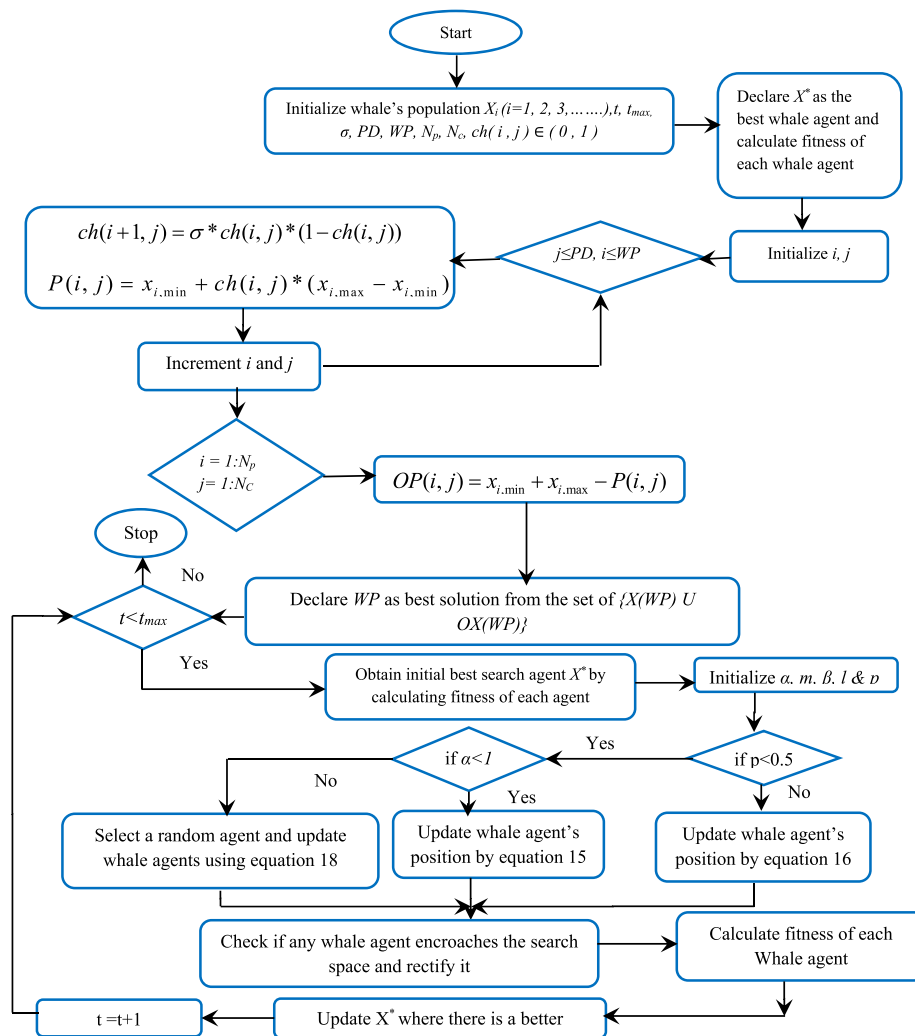 Start
Initialize whale's population X_i (i=1, 2, 3,.......),t, t_max,
σ, PD, WP, N_p, N_c, ch( i , j ) ∈ ( 0 , 1 )
Declare X* as the
best whale agent and
calculate fitness of
each whale agent
Initialize i, j
j≤PD, i≤WP
ch(i+1, j) = σ * ch(i, j) * (1 − ch(i, j))
P(i, j) = x_i.min + ch(i, j) * (x_i.max − x_i.min)
Increment i and j
i = 1:N_p
j= 1:N_C
OP(i, j) = x_i.min + x_i.max − P(i, j)
Stop
No
Declare WP as best solution from the set of {X(WP) U
OX(WP)}
t<t_max
Yes
Obtain initial best search agent X* by
calculating fitness of each agent
Initialize α, m, β, l & p
if p<0.5
Yes
if α<1
No
Yes
No
Select a random agent and update
whale agents using equation 18
Update whale agent's
position by equation 15
Update whale agent's
position by equation 16
Check if any whale agent encroaches the search
space and rectify it
Calculate fitness of each
Whale agent
Update X* where there is a better
t =t+1